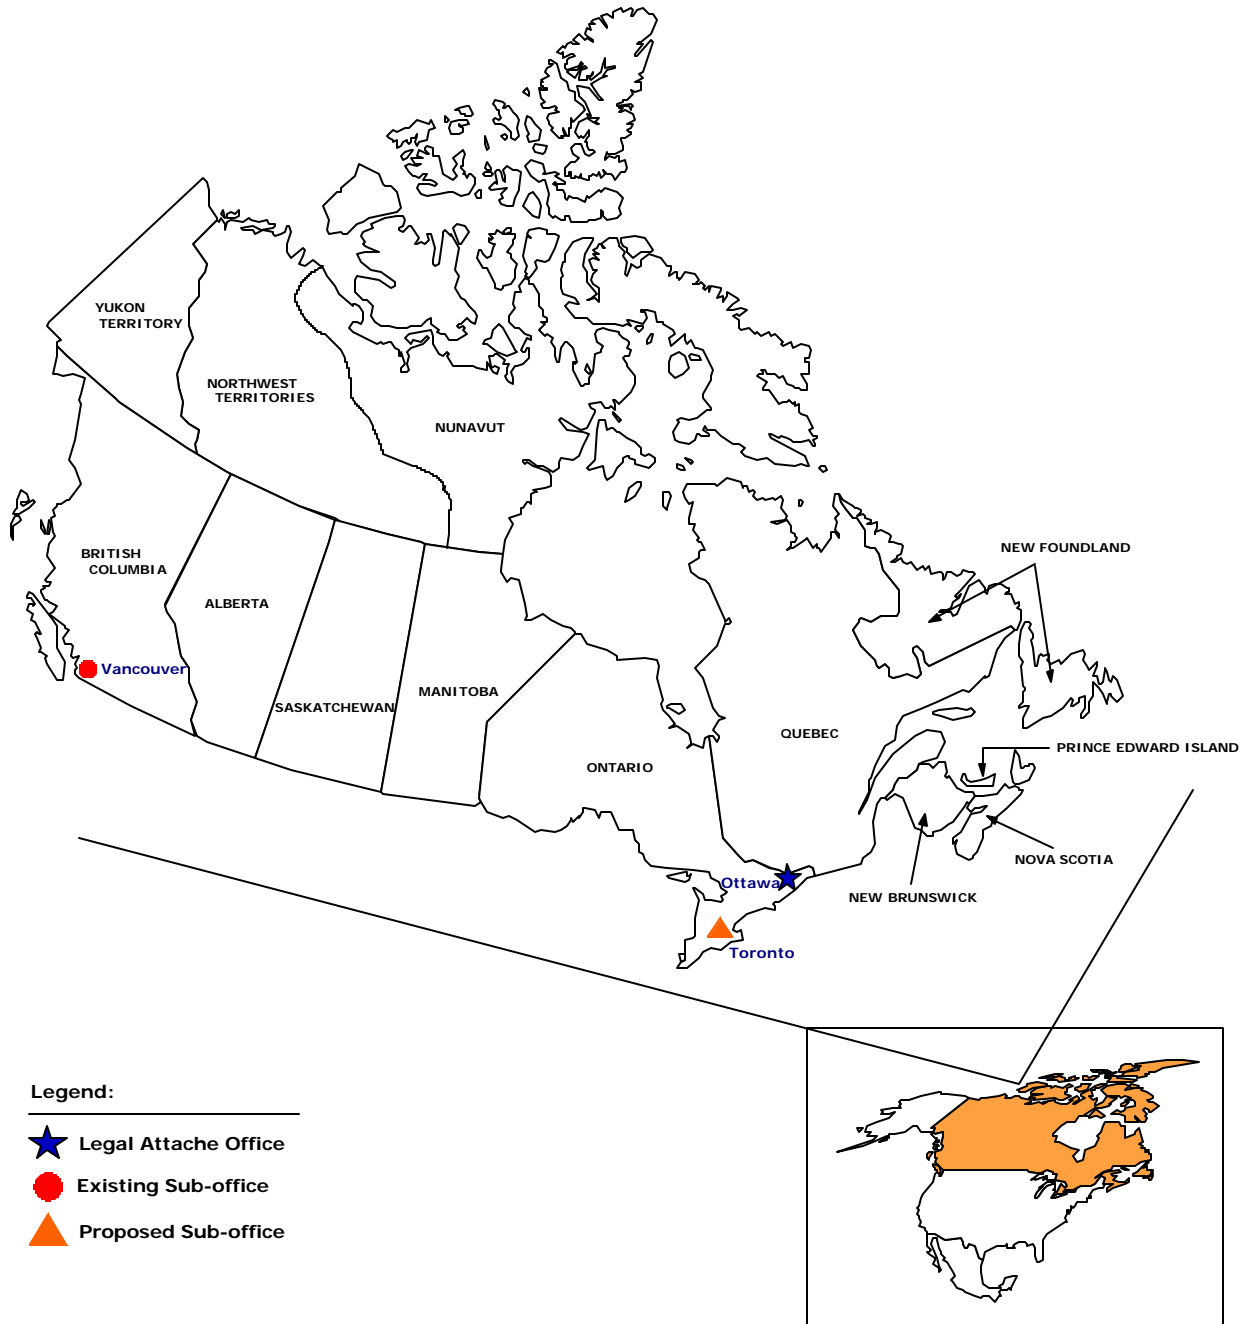 YUKON
TERRITORY
NORTHWEST
TERRITORIES
NUNAVUT
BRITISH
COLUMBIA
ALBERTA
SASKATCHEWAN
MANITOBA
ONTARIO
QUEBEC
NEW FOUNDLAND
PRINCE EDWARD ISLAND
NOVA SCOTIA
NEW BRUNSWICK
Vancouver
Ottawa
Toronto
Legend:
Legal Attache Office
Existing Sub-office
Proposed Sub-office